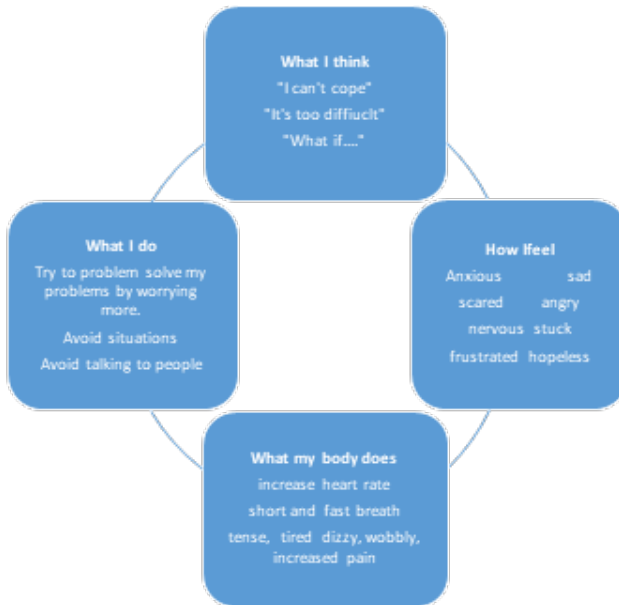 What I think
"I can't cope"
"It's too diffiuclt"
"What if...."
What I do
Try to problem solve my
problems by worrying
more.
Avoid situations
Avoid talking to people
How Ifeel
Anxious sad
scared angry
nervous stuck
frustrated hopeless
What my body does
increase heart rate
short and fast breath
tense, tired dizzy, wobbly,
increased pain